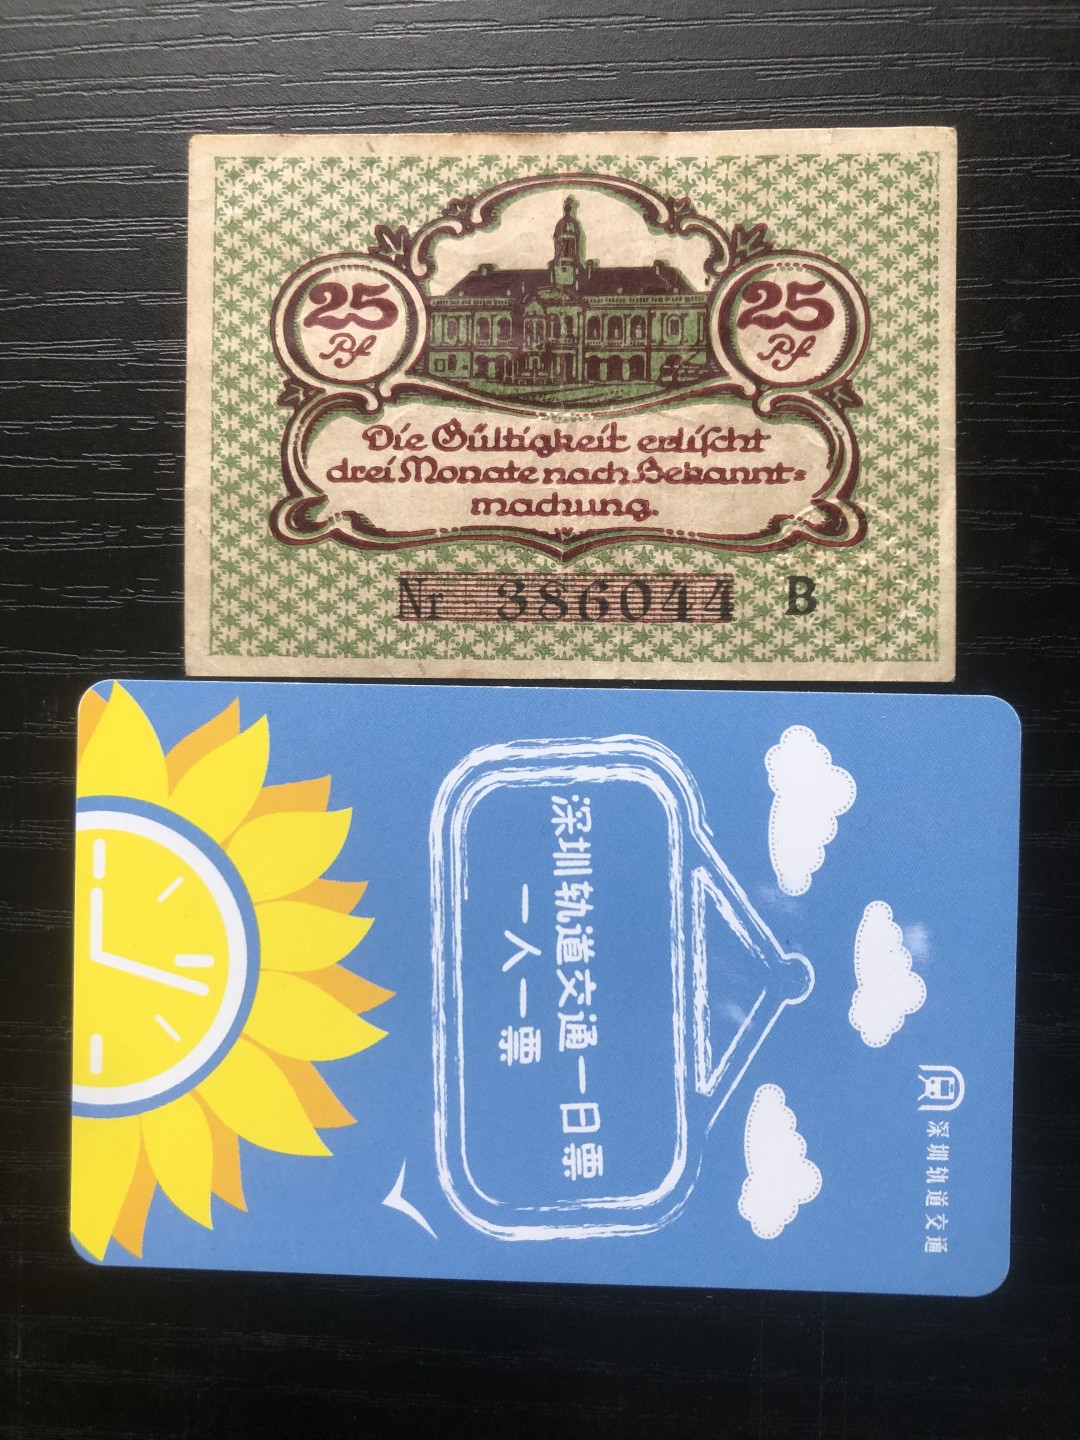 25
Pf
25
Pf
Die Gültigkeit erlischt
drei Monate nach Bekannt=
machung.
Nr 386044 B
深圳轨道交通一日票
一人一票
深圳轨道交通